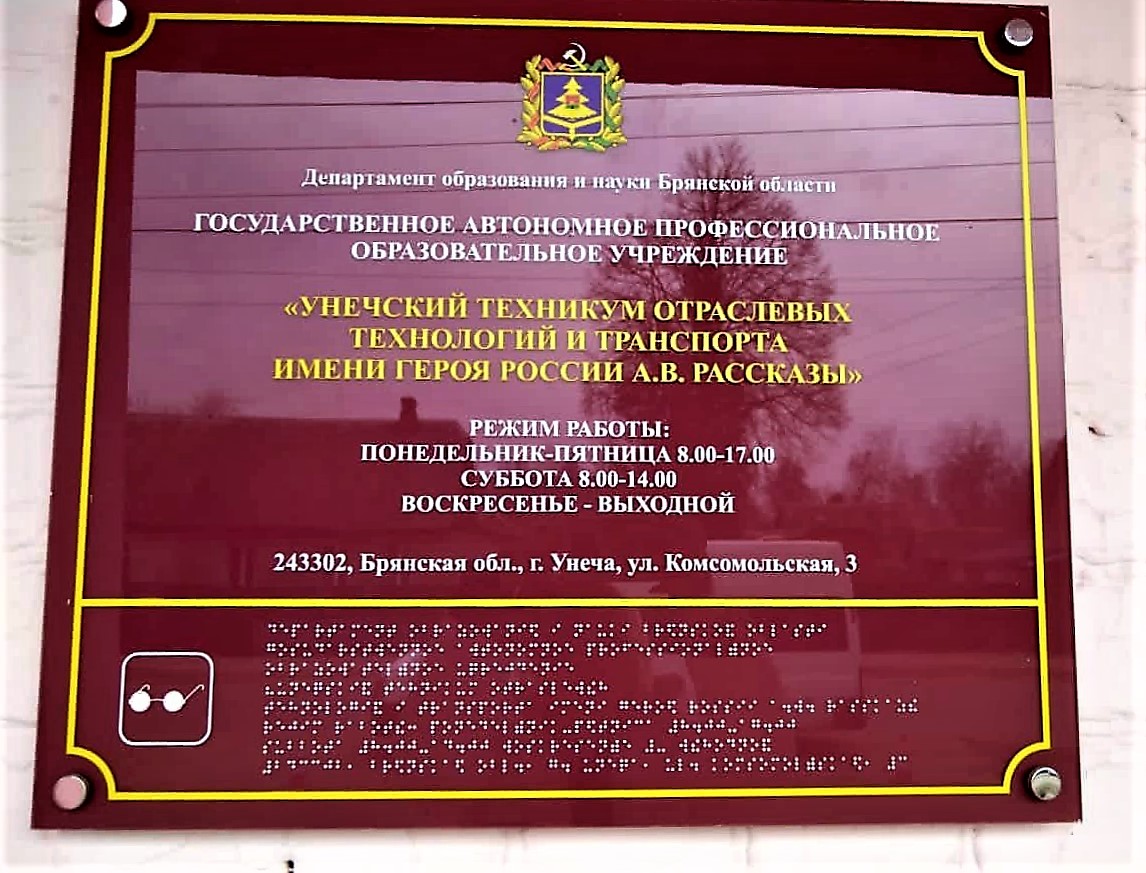 Департамент образования и науки Брянской области
ГОСУДАРСТВЕННОЕ АВТОНОМНОЕ ПРОФЕССИОНАЛЬНОЕ
ОБРАЗОВАТЕЛЬНОЕ УЧРЕЖДЕНИЕ
«УНЕЧСКИЙ ТЕХНИКУМ ОТРАСЛЕВЫХ
ТЕХНОЛОГИЙ И ТРАНСПОРТА
ИМЕНИ ГЕРОЯ РОССИИ А.В. РАССКАЗЫ»
РЕЖИМ РАБОТЫ:
ПОНЕДЕЛЬНИК-ПЯТНИЦА 8.00-17.00
СУББОТА 8.00-14.00
ВОСКРЕСЕНЬЕ - ВЫХОДНОЙ
243302, Брянская обл., г. Унеча, ул. Комсомольская, 3